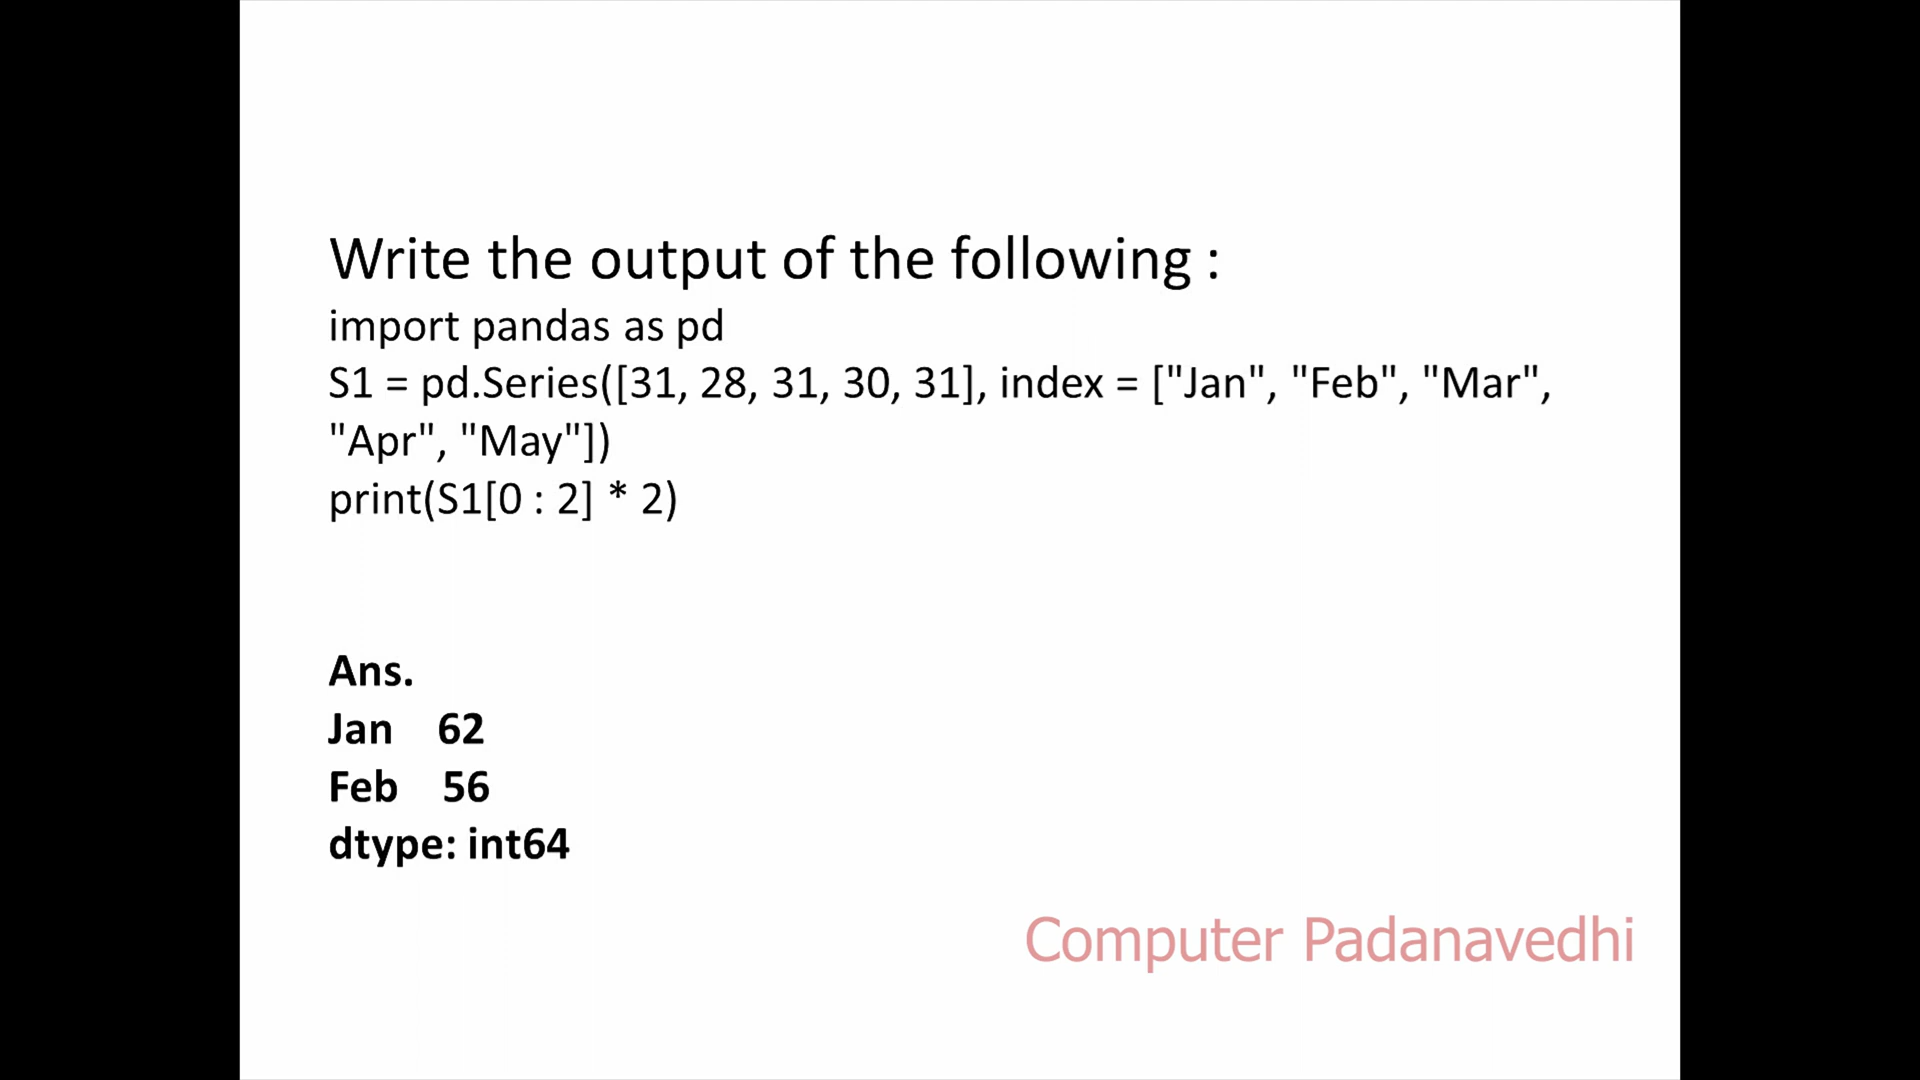 Write the output of the following :
import pandas as pd
S1 = pd.Series([31, 28, 31, 30, 31], index = ["Jan", "Feb", "Mar",
"Apr", "May"])
print(S1[0 : 2] * 2)
Ans.
Jan    62
Feb    56
dtype: int64
Computer Padanavedhi